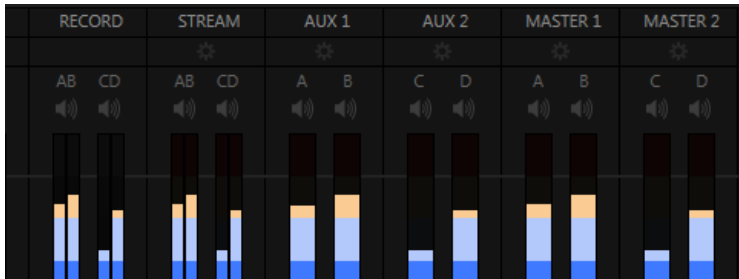 RECORD STREAM AUX 1 AUX 2 MASTER 1 MASTER 2
AB CD AB CD A B C D A B C D